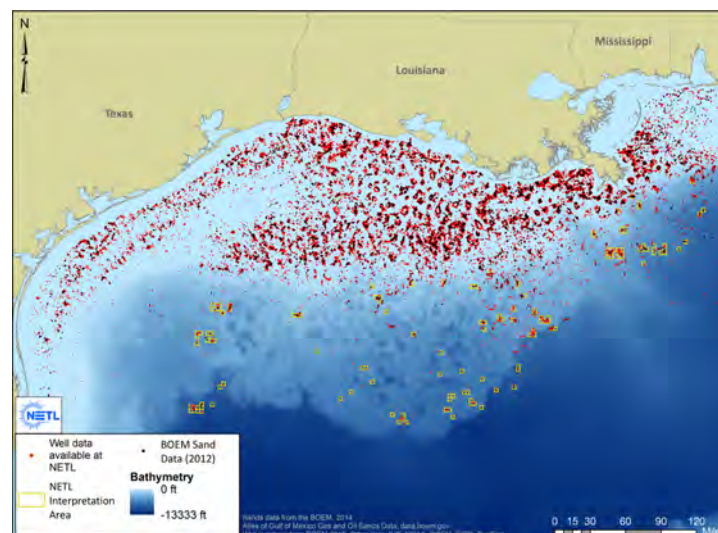 N
Mississippi
Louisiana
Texas
NETL
Well data
available at
NETL
NETL
Interpretation
Area
BOEM Sand
Data (2012)
Bathymetry
0 ft
-13333 ft
Sands data from the BOEM, 2014
Atlas of Gulf of Mexico Gas and Oil Sands Data, data.boem.gov
0 15 30 60 90 120